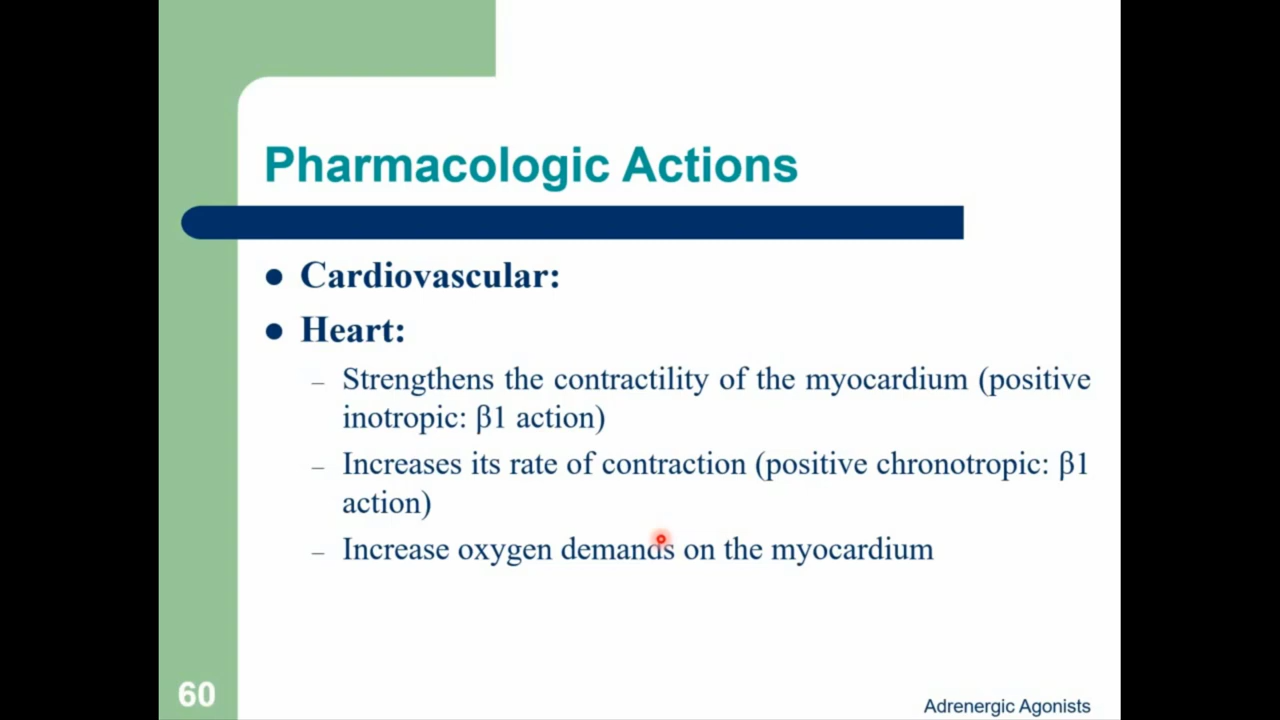 Pharmacologic Actions
● Cardiovascular:
● Heart:
– Strengthens the contractility of the myocardium (positive
inotropic: β1 action)
– Increases its rate of contraction (positive chronotropic: β1
action)
– Increase oxygen demands on the myocardium
60
Adrenergic Agonists